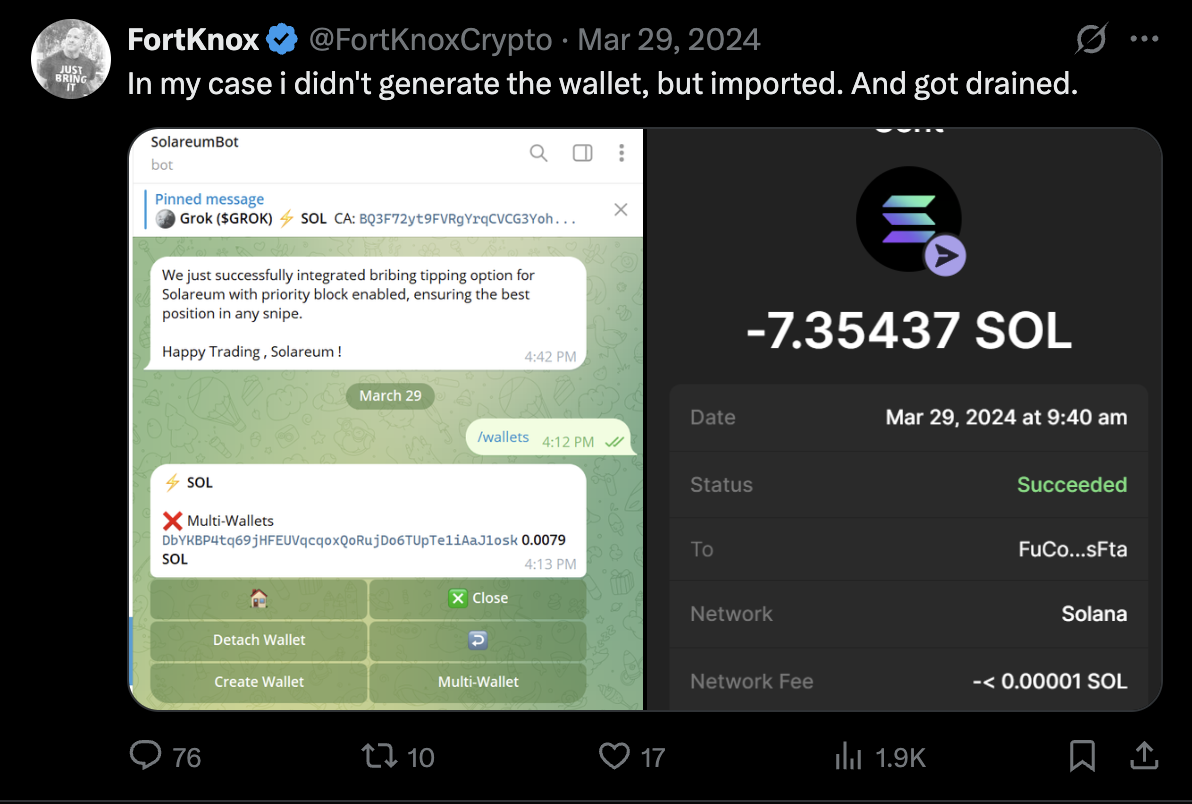 FortKnox @FortKnoxCrypto · Mar 29, 2024
JUST
BRING
IT
In my case i didn't generate the wallet, but imported. And got drained.
SolareumBot
bot
Pinned message
Grok ($GROK) ⚡ SOL CA: BQ3F72yt9FVRgYrqCVCG3Yoh...
We just successfully integrated bribing tipping option for
Solareum with priority block enabled, ensuring the best
position in any snipe.
Happy Trading , Solareum !
4:42 PM
March 29
/wallets 4:12 PM
⚡ SOL
❌ Multi-Wallets
DbYKBP4tq69jHFEUVqcqoxQoRujDo6TUpTe1iAaJ1osk 0.0079
SOL
4:13 PM
Close
Detach Wallet
Create Wallet Multi-Wallet
-7.35437 SOL
Date Mar 29, 2024 at 9:40 am
Status Succeeded
To FuCo...sFta
Network Solana
Network Fee -< 0.00001 SOL
76 10 17 1.9K